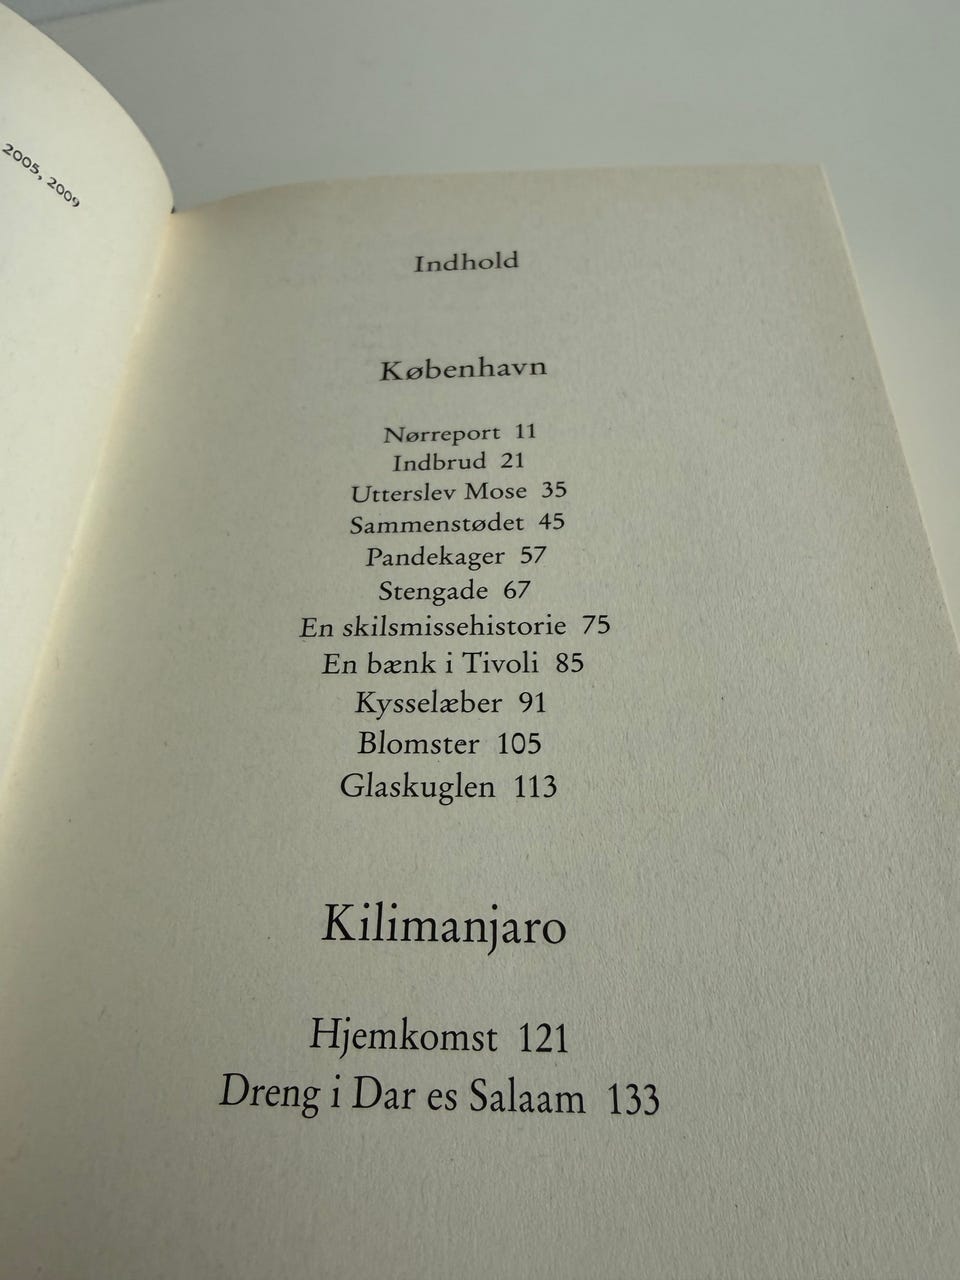 2005, 2009
Indhold
København
Nørreport 11
Indbrud 21
Utterslev Mose 35
Sammenstødet 45
Pandekager 57
Stengade 67
En skilsmissehistorie 75
En bænk i Tivoli 85
Kysselæber 91
Blomster 105
Glaskuglen 113
Kilimanjaro
Hjemkomst 121
Dreng i Dar es Salaam 133